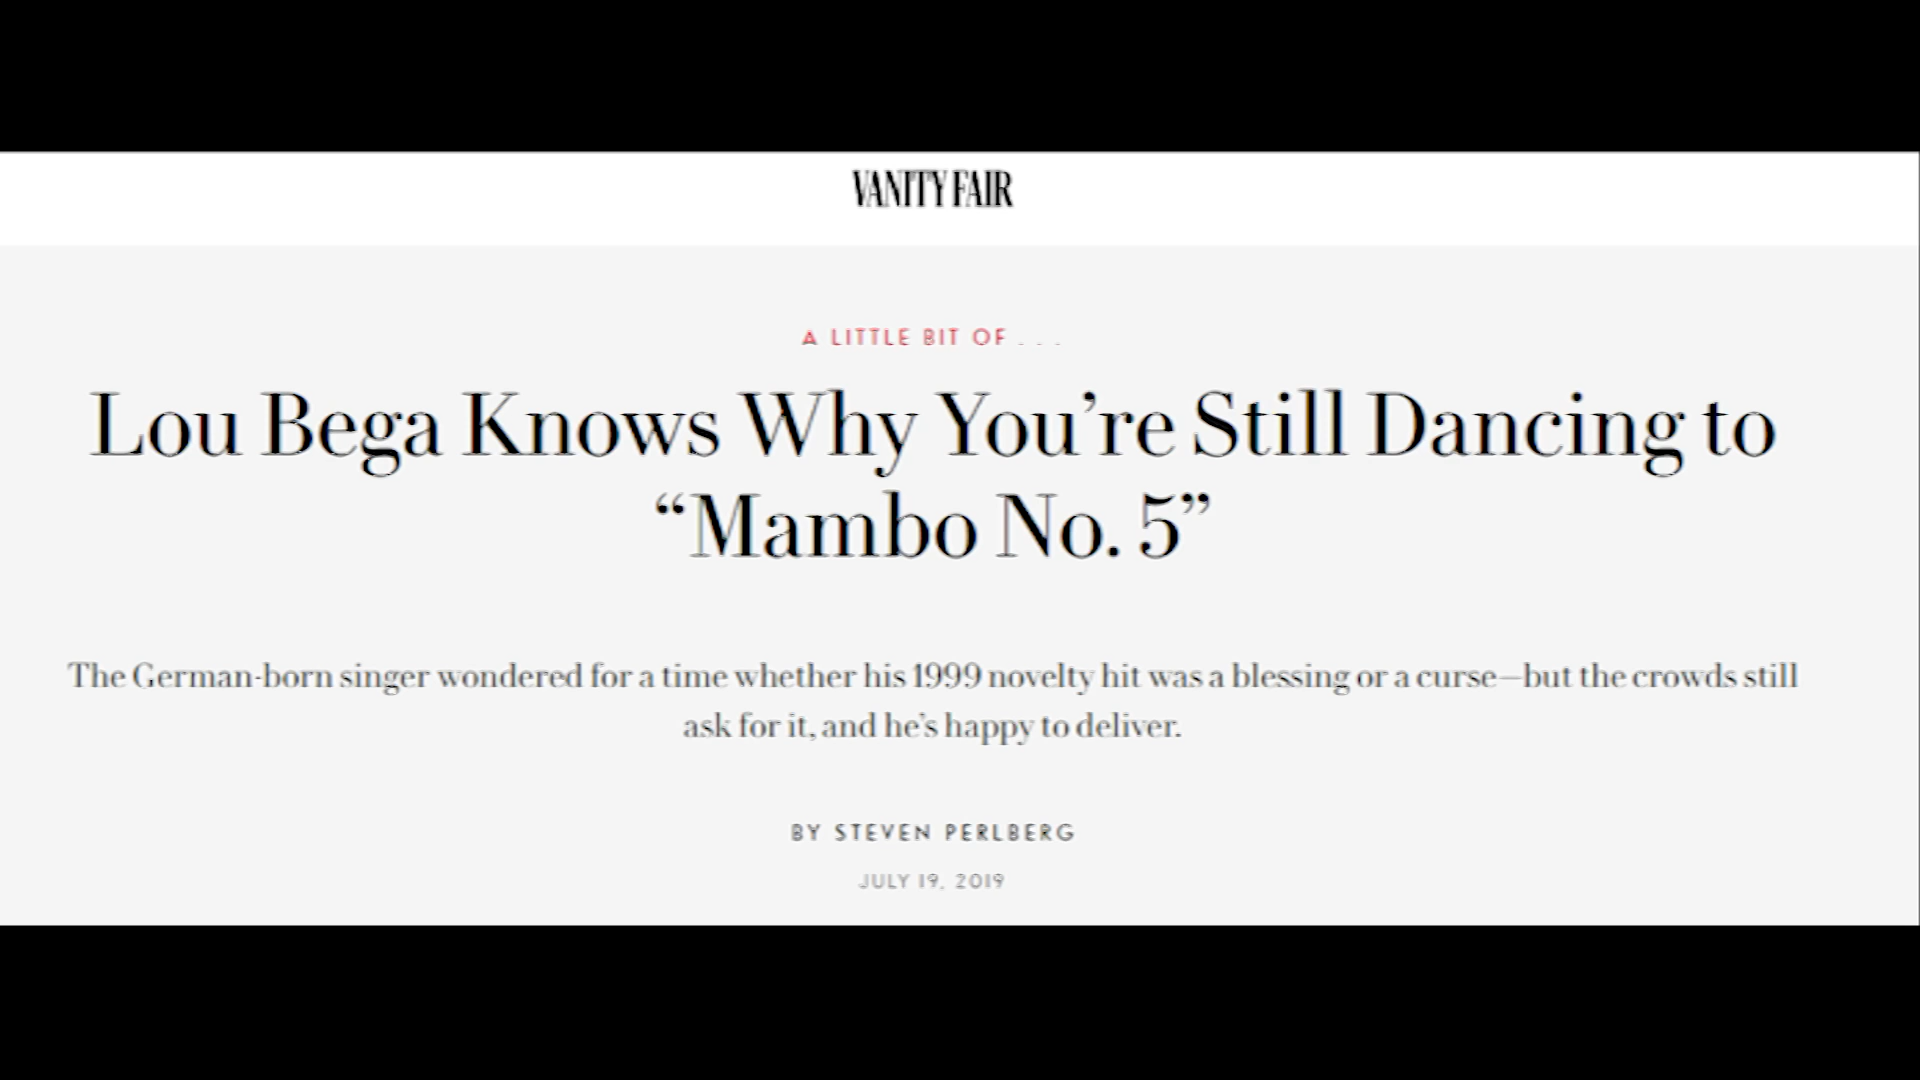 VANITY FAIR
A LITTLE BIT OF . . .
Lou Bega Knows Why You’re Still Dancing to
“Mambo No. 5”
The German-born singer wondered for a time whether his 1999 novelty hit was a blessing or a curse—but the crowds still
ask for it, and he’s happy to deliver.
BY STEVEN PERLBERG
JULY 19, 2019